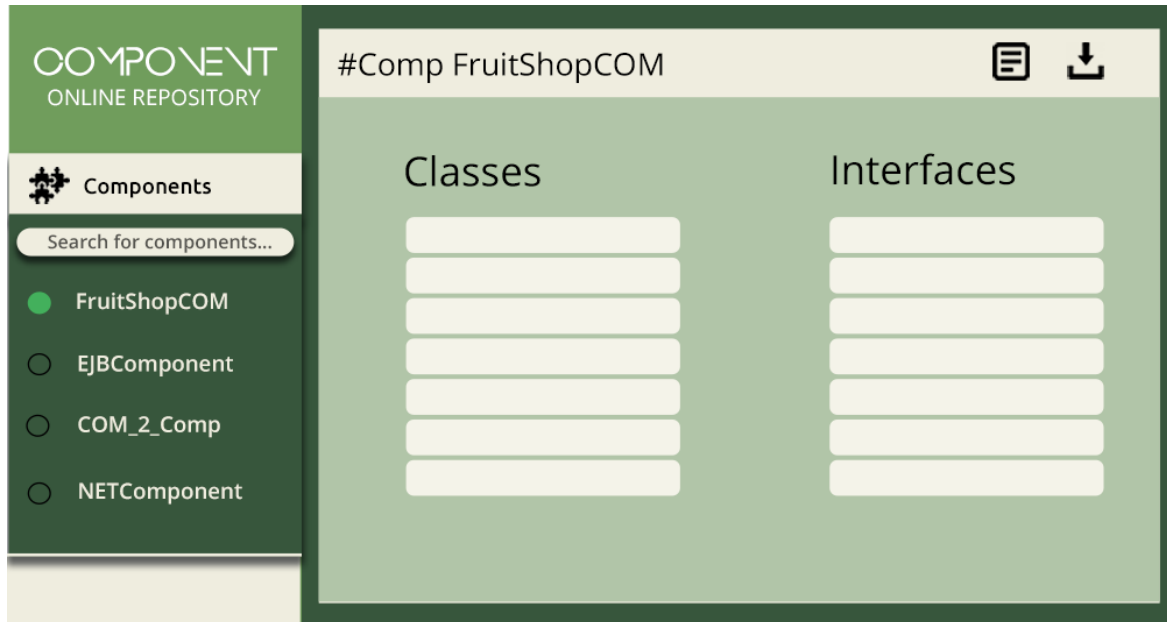 COMPONENT
ONLINE REPOSITORY
Components
Search for components...
FruitShopCOM
EJBComponent
COM_2_Comp
NETComponent
#Comp FruitShopCOM
Classes
Interfaces